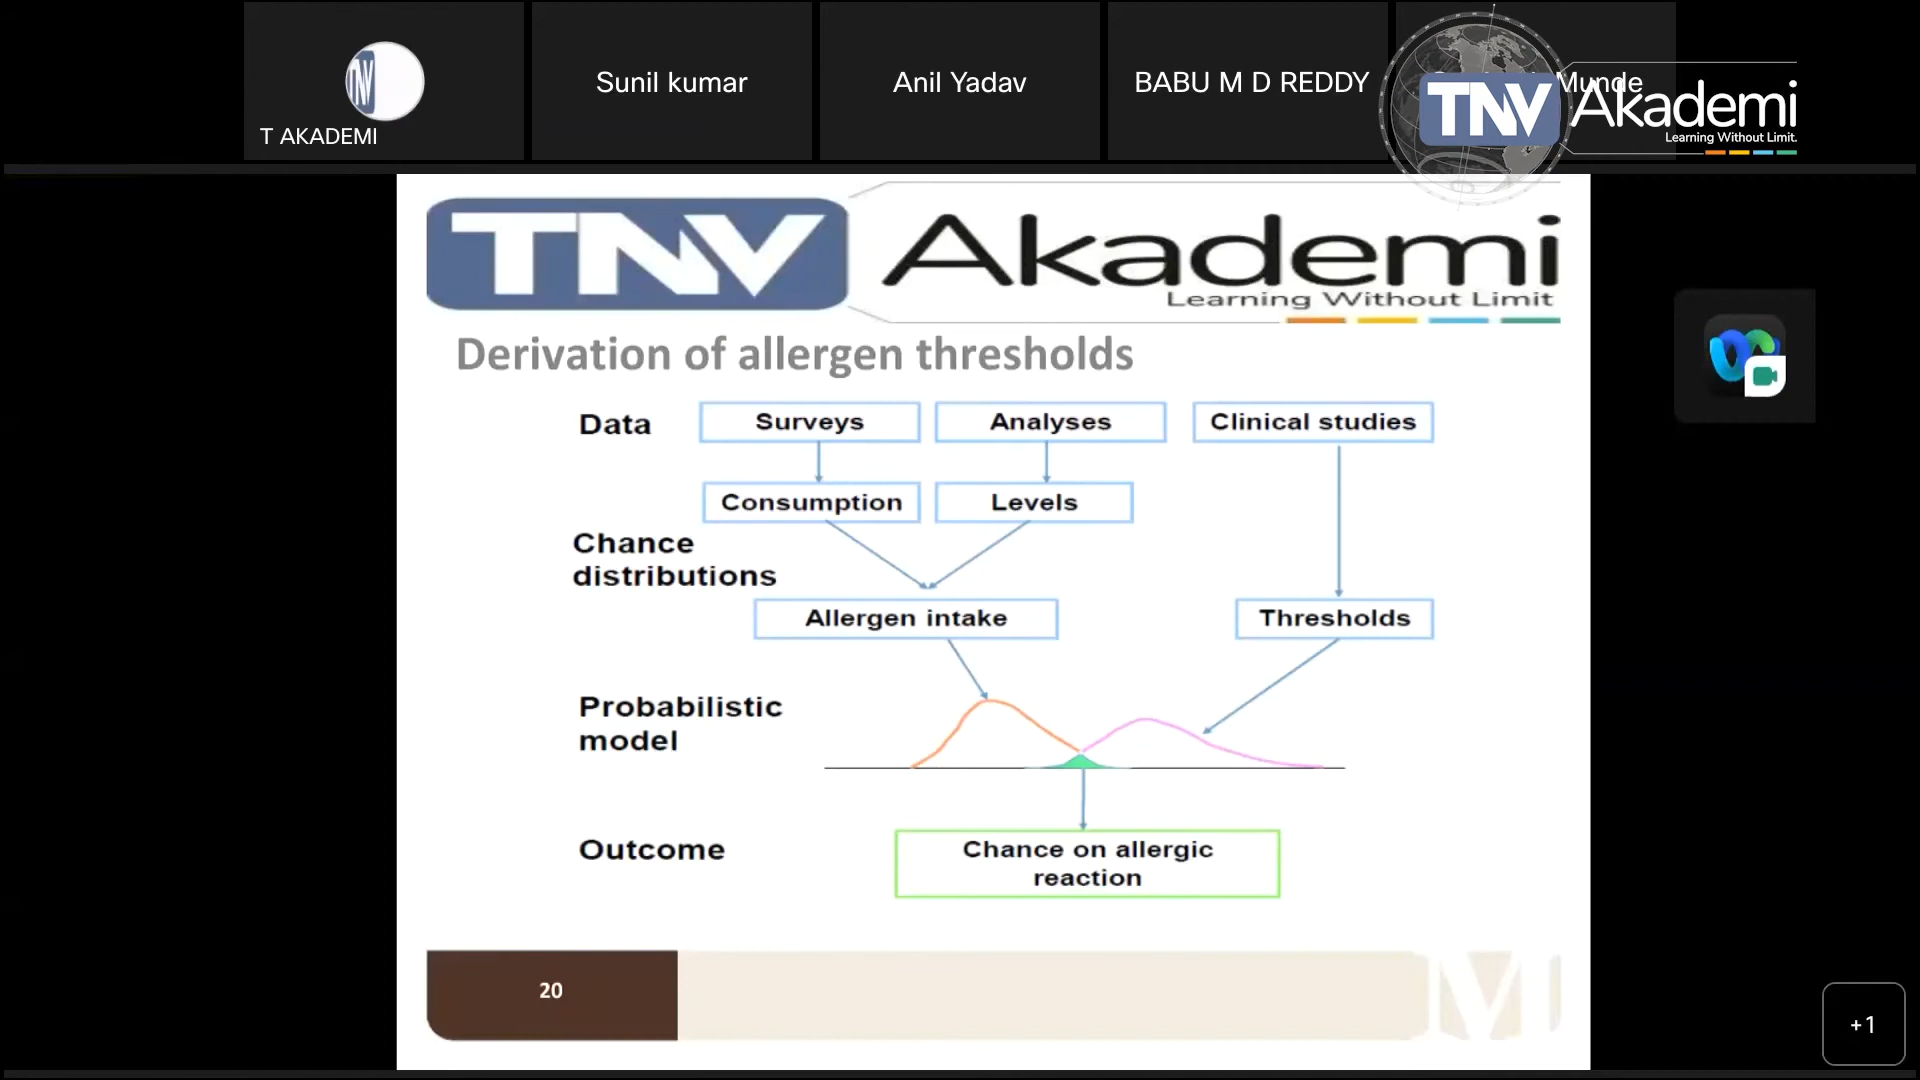 TNV
T AKADEMI
Sunil kumar
Anil Yadav
BABU M D REDDY
Munde
TNV Akademi
Learning Without Limit.
TNV Akademi
Learning Without Limit
Derivation of allergen thresholds
Data
Surveys
Analyses
Clinical studies
Consumption
Levels
Chance
distributions
Allergen intake
Thresholds
Probabilistic
model
Outcome
Chance on allergic
reaction
20
+1